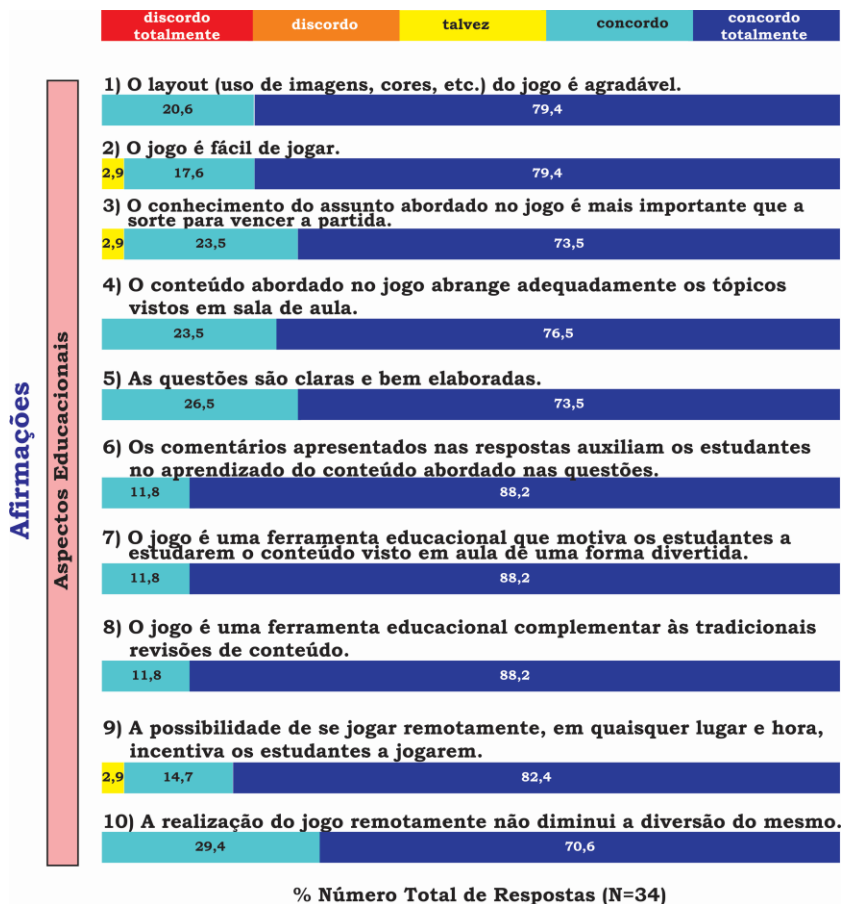 discordo totalmente
discordo
talvez
concordo
concordo totalmente
Afirmações
Aspectos Educacionais
1) O layout (uso de imagens, cores, etc.) do jogo é agradável.
20,6 79,4
2) O jogo é fácil de jogar.
2,9 17,6 79,4
3) O conhecimento do assunto abordado no jogo é mais importante que a
sorte para vencer a partida.
2,9 23,5 73,5
4) O conteúdo abordado no jogo abrange adequadamente os tópicos
vistos em sala de aula.
23,5 76,5
5) As questões são claras e bem elaboradas.
26,5 73,5
6) Os comentários apresentados nas respostas auxiliam os estudantes
no aprendizado do conteúdo abordado nas questões.
11,8 88,2
7) O jogo é uma ferramenta educacional que motiva os estudantes a
estudarem o conteúdo visto em aula de uma forma divertida.
11,8 88,2
8) O jogo é uma ferramenta educacional complementar às tradicionais
revisões de conteúdo.
11,8 88,2
9) A possibilidade de se jogar remotamente, em quaisquer lugar e hora,
incentiva os estudantes a jogarem.
2,9 14,7 82,4
10) A realização do jogo remotamente não diminui a diversão do mesmo.
29,4 70,6
% Número Total de Respostas (N=34)